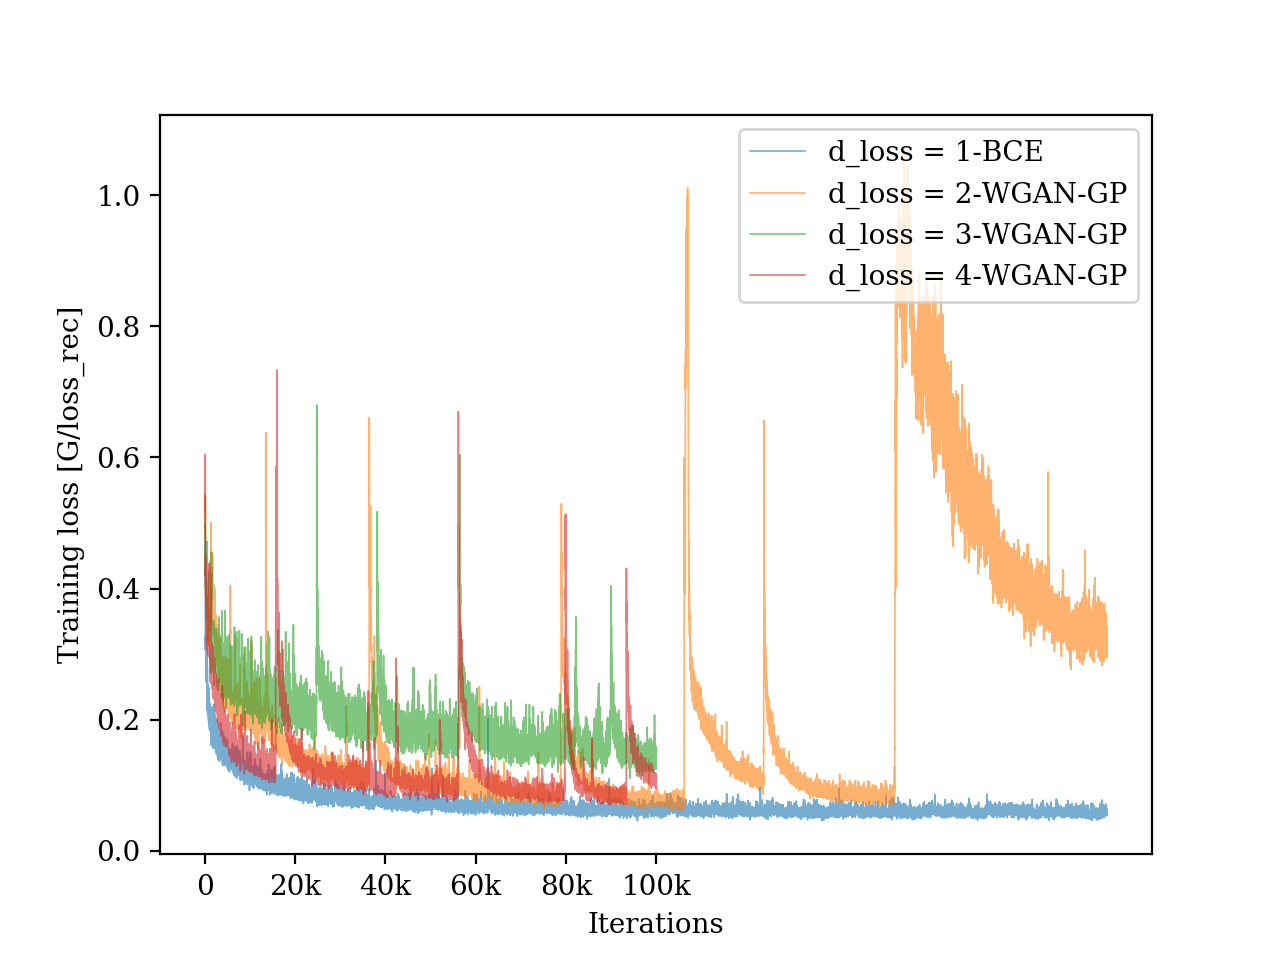 d_loss = 1-BCE
d_loss = 2-WGAN-GP
d_loss = 3-WGAN-GP
d_loss = 4-WGAN-GP
1.0
0.8
0.6
0.4
0.2
0.0
Training loss [G/loss_rec]
0 20k 40k 60k 80k 100k
Iterations